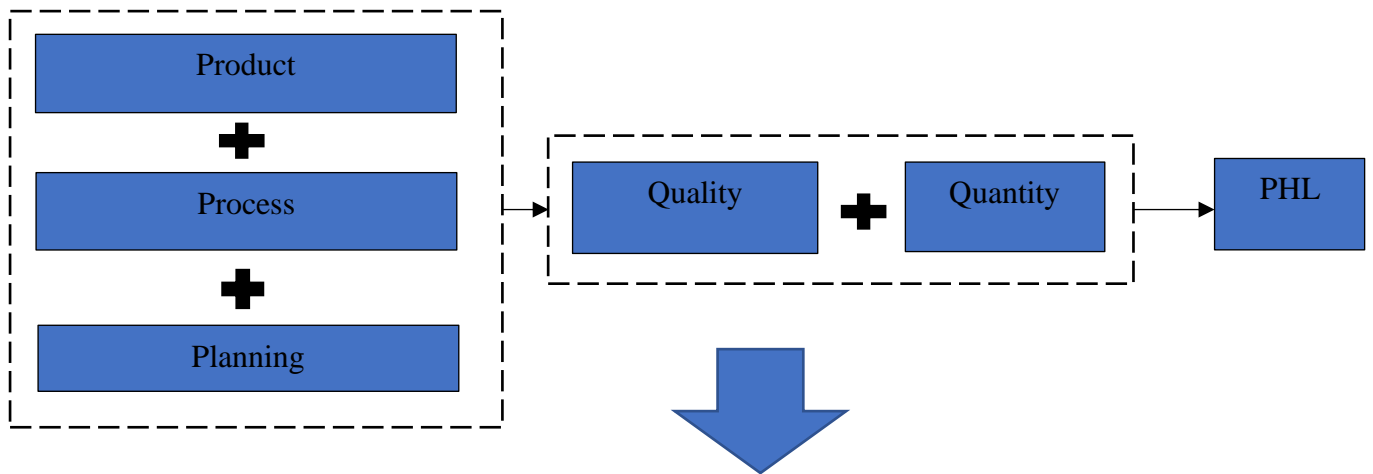 Product
Process
Planning
Quality
Quantity
PHL